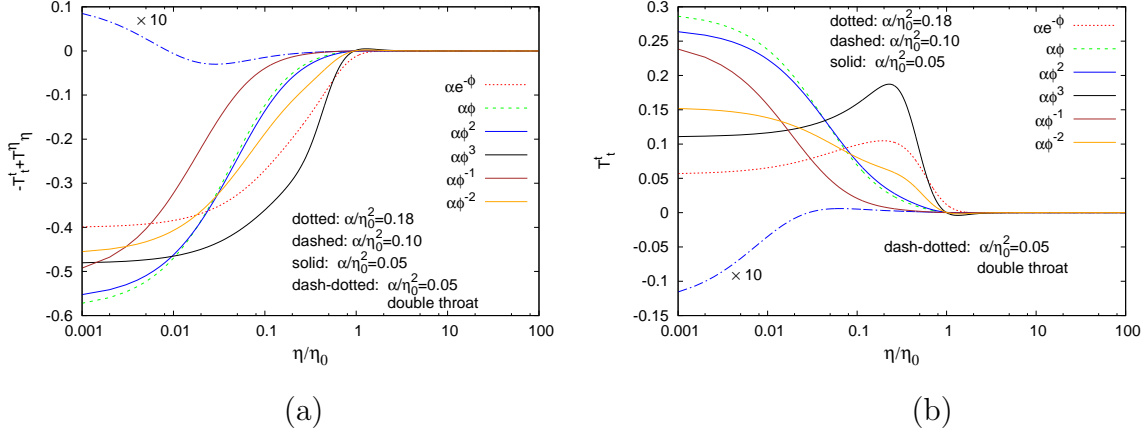 0.1
0
-0.1
-0.2
-0.3
-0.4
-0.5
-0.6
0.001
0.01
0.1
1
10
100
-T^t_t+T^η_η
η/η_0
× 10
αe^-ϕ
αϕ
αϕ^2
αϕ^3
αϕ^-1
αϕ^-2
dotted: α/η_0^2=0.18
dashed: α/η_0^2=0.10
solid: α/η_0^2=0.05
dash-dotted: α/η_0^2=0.05
double throat
(a)
0.3
0.25
0.2
0.15
0.1
0.05
0
-0.05
-0.1
-0.15
0.001
0.01
0.1
1
10
100
T^t_t
η/η_0
dotted: α/η_0^2=0.18
dashed: α/η_0^2=0.10
solid: α/η_0^2=0.05
αe^-ϕ
αϕ
αϕ^2
αϕ^3
αϕ^-1
αϕ^-2
× 10
dash-dotted: α/η_0^2=0.05
double throat
(b)